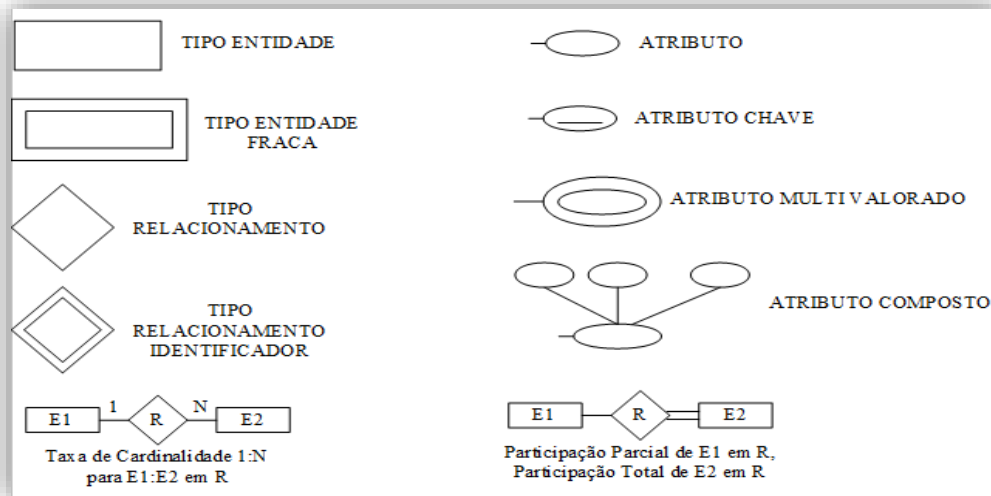 TIPO ENTIDADE
ATRIBUTO
TIPO ENTIDADE
FRACA
ATRIBUTO CHAVE
TIPO
RELACIONAMENTO
ATRIBUTO MULTIVALORADO
TIPO
RELACIONAMENTO
IDENTIFICADOR
ATRIBUTO COMPOSTO
E1 1 R N E2
Taxa de Cardinalidade 1:N
para E1:E2 em R
E1 R E2
Participação Parcial de E1 em R,
Participação Total de E2 em R